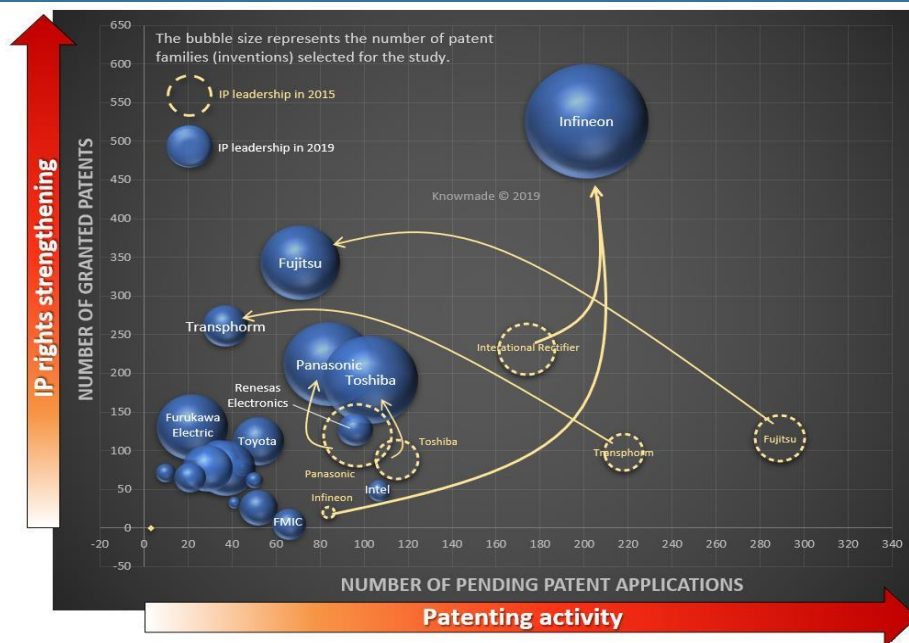 The bubble size represents the number of patent
families (inventions) selected for the study.
IP leadership in 2015
IP leadership in 2019
Knowmade © 2019
IP rights strengthening
NUMBER OF GRANTED PATENTS
650
600
550
500
450
400
350
300
250
200
150
100
50
0
-50
Infineon
Fujitsu
Transphorm
Interational Rectifier
Panasonic
Toshiba
Renesas
Electronics
Furukawa
Electric
Toyota
Toshiba
Fujitsu
Transphorm
Panasonic
Intel
Infineon
FMIC
-20
0
20
40
60
80
100
120
140
160
180
200
220
240
260
280
300
320
340
NUMBER OF PENDING PATENT APPLICATIONS
Patenting activity